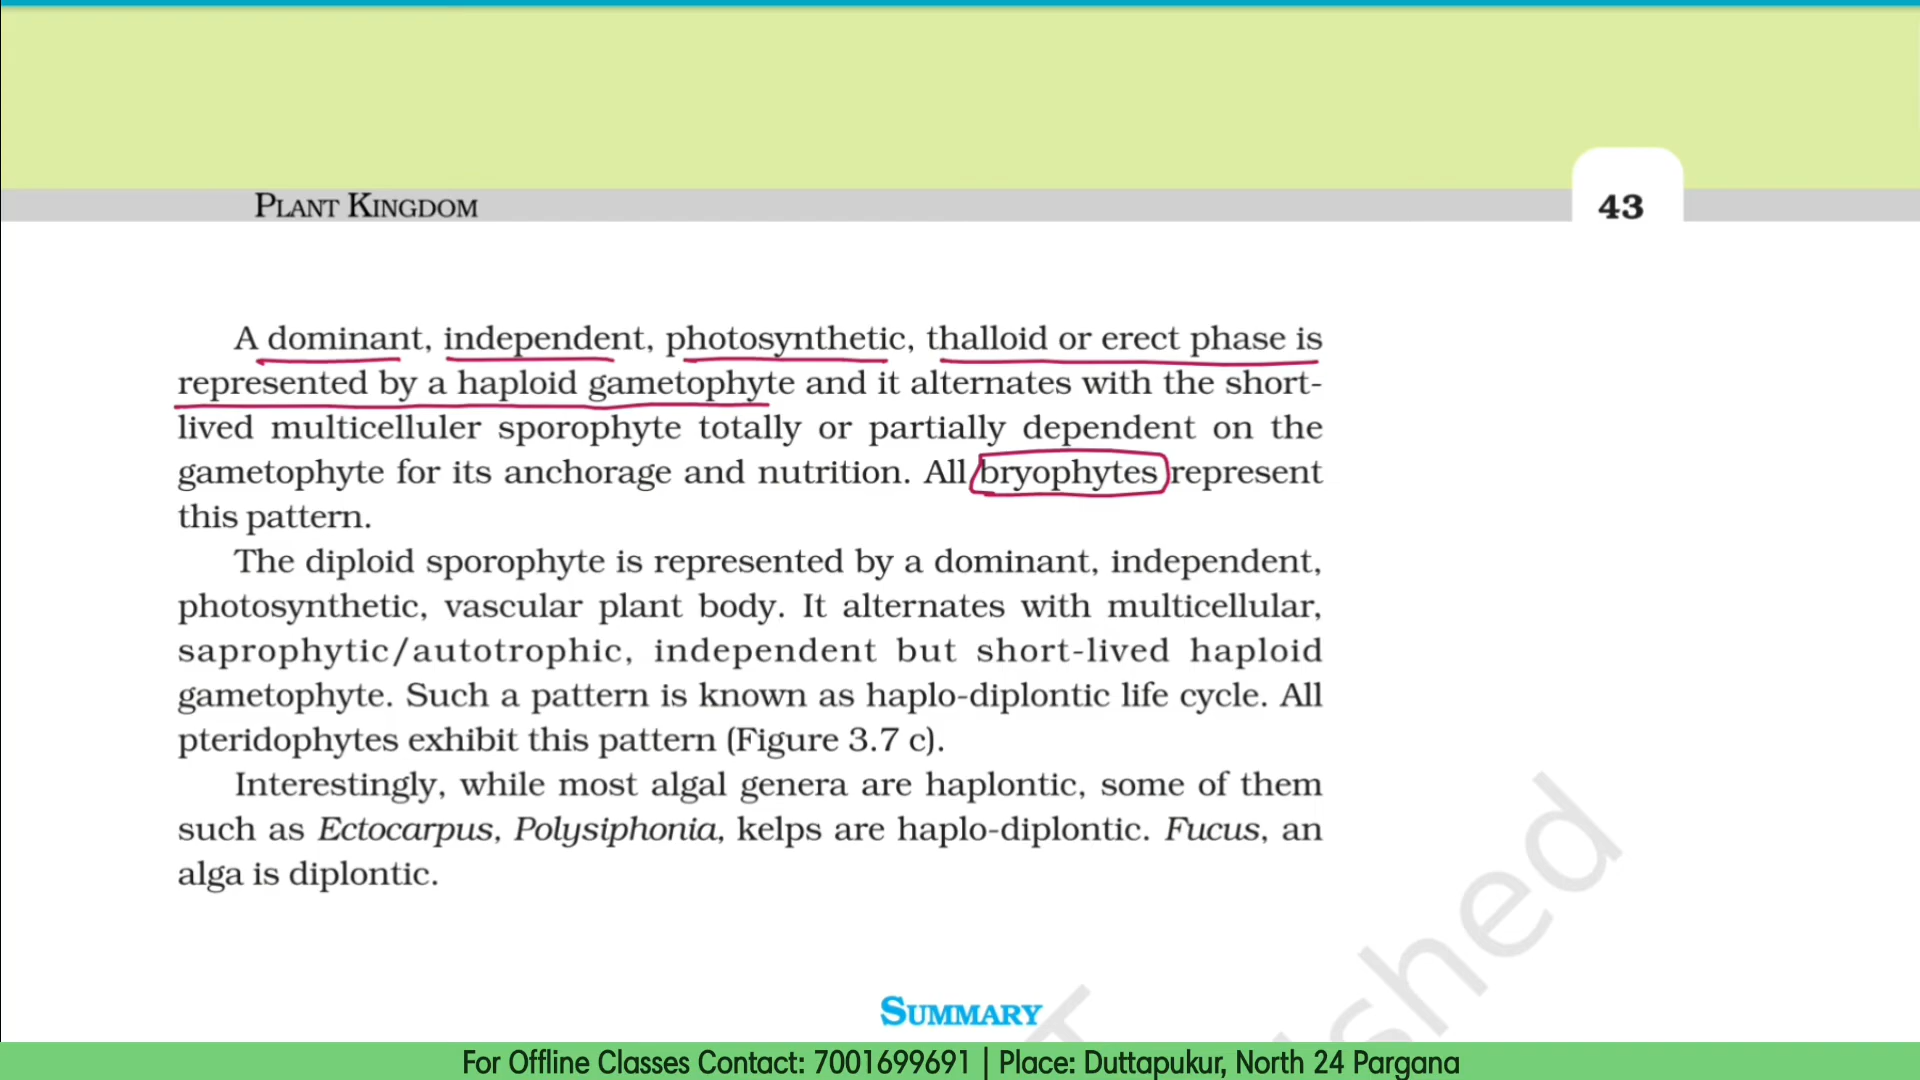 PLANT KINGDOM
43
A dominant, independent, photosynthetic, thalloid or erect phase is
represented by a haploid gametophyte and it alternates with the short-
lived multicelluler sporophyte totally or partially dependent on the
gametophyte for its anchorage and nutrition. All bryophytes represent
this pattern.
The diploid sporophyte is represented by a dominant, independent,
photosynthetic, vascular plant body. It alternates with multicellular,
saprophytic/autotrophic, independent but short-lived haploid
gametophyte. Such a pattern is known as haplo-diplontic life cycle. All
pteridophytes exhibit this pattern (Figure 3.7 c).
Interestingly, while most algal genera are haplontic, some of them
such as Ectocarpus, Polysiphonia, kelps are haplo-diplontic. Fucus, an
alga is diplontic.
SUMMARY
For Offline Classes Contact: 7001699691 | Place: Duttapukur, North 24 Pargana